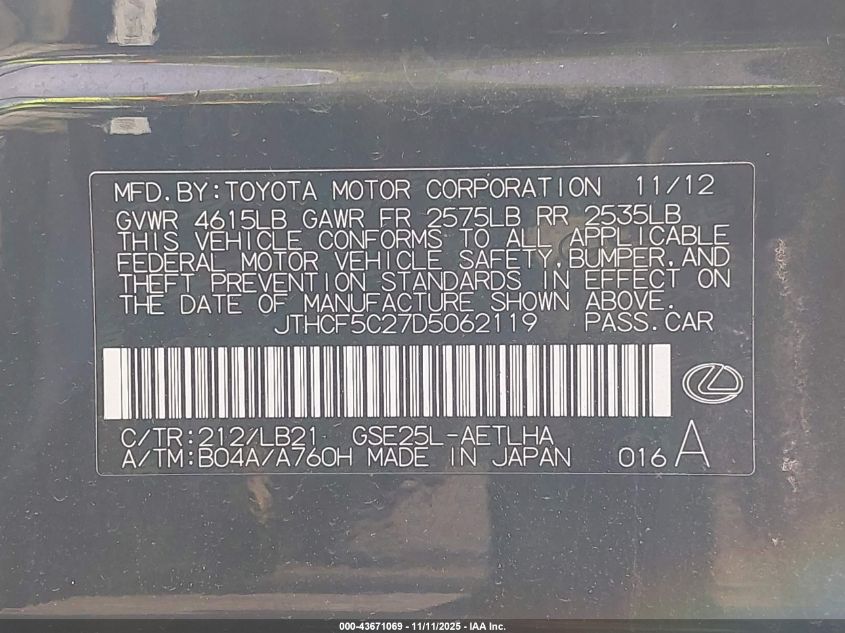 MFD. BY: TOYOTA MOTOR CORPORATION 11/12
GVWR 4615LB GAWR FR 2575LB RR 2535LB
THIS VEHICLE CONFORMS TO ALL APPLICABLE
FEDERAL MOTOR VEHICLE SAFETY, BUMPER, AND
THEFT PREVENTION STANDARDS IN EFFECT ON
THE DATE OF MANUFACTURE SHOWN ABOVE.
JTHCF5C27D5062119 PASS. CAR
C/TR: 212/LB21 GSE25L-AETLHA
A/TM: B04A/A760H MADE IN JAPAN 016 A
000-43671069 - 11/11/2025 - IAA Inc.